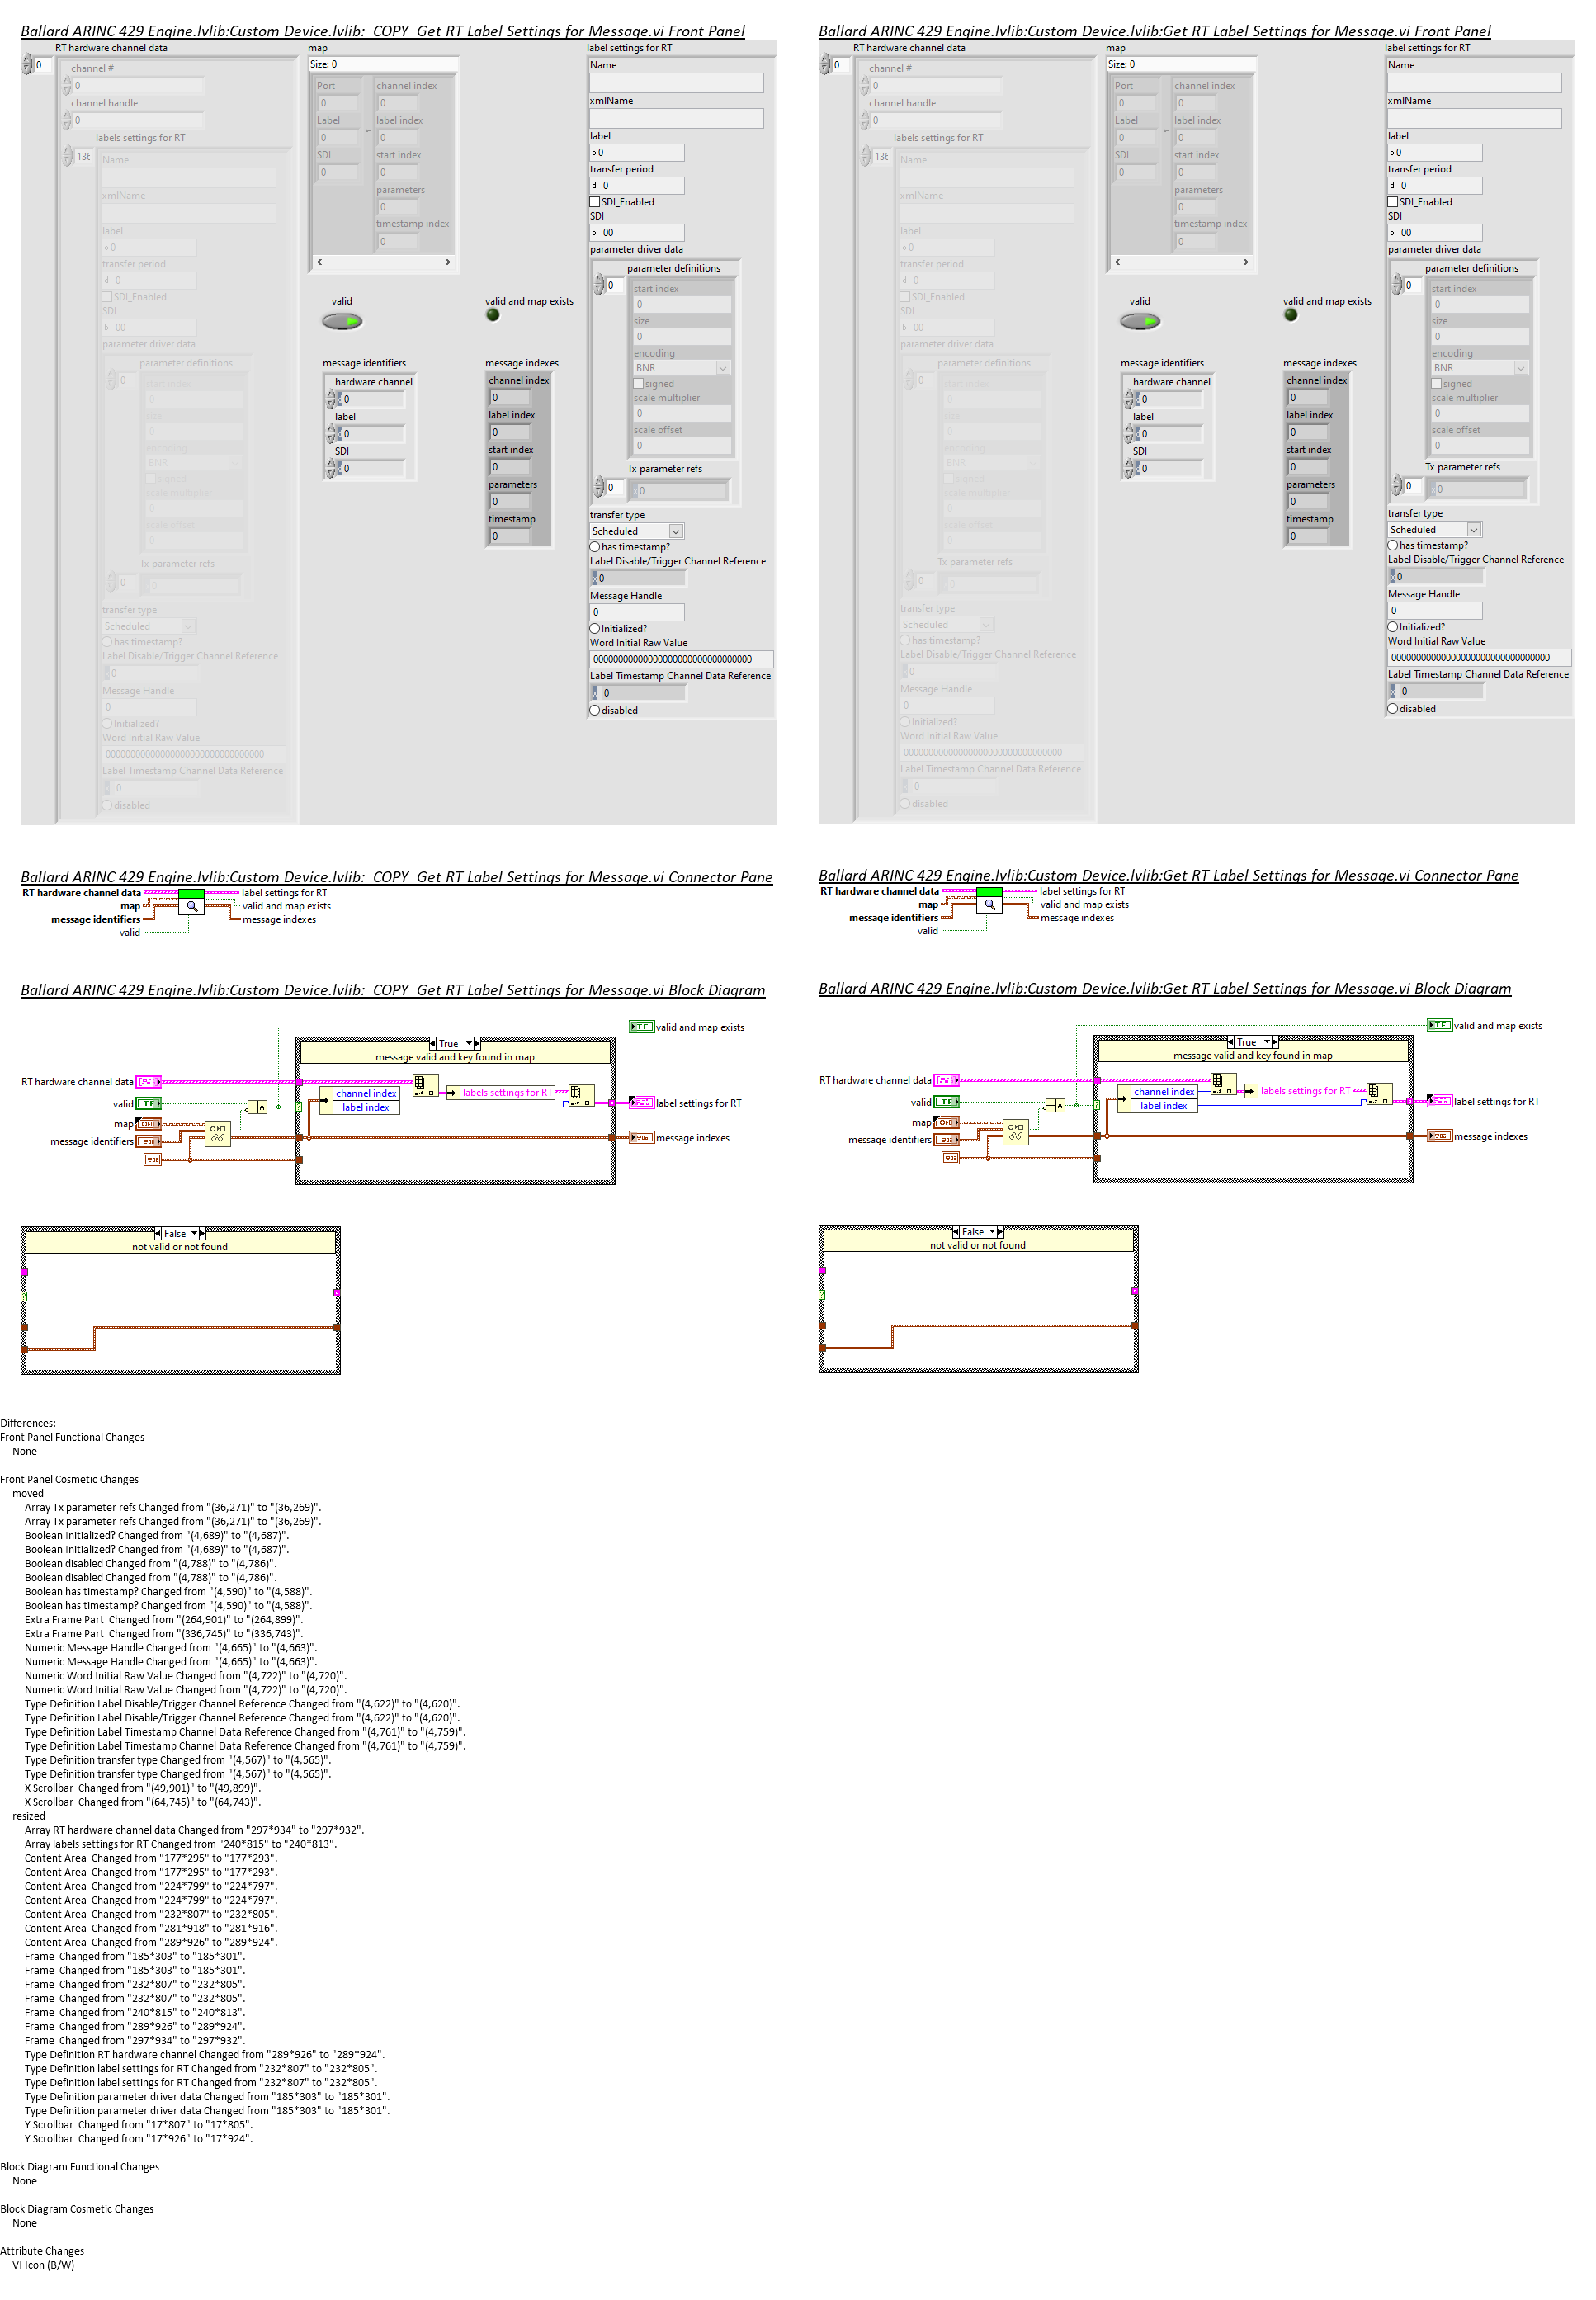 Ballard ARINC 429 Engine.lvlib:Custom Device.lvlib:_COPY_Get RT Label Settings for Message.vi Front Panel
RT hardware channel data
map
label settings for RT
0
channel #
0
channel handle
0
labels settings for RT
136
Name
xmlName
label
o 0
transfer period
d 0
SDI_Enabled
SDI
b 00
parameter driver data
parameter definitions
0
start index
0
size
0
encoding
BNR
signed
scale multiplier
0
scale offset
0
Tx parameter refs
0
0
transfer type
Scheduled
has timestamp?
Label Disable/Trigger Channel Reference
0
Message Handle
0
Initialized?
Word Initial Raw Value
00000000000000000000000000000000
Label Timestamp Channel Data Reference
0
disabled
Size: 0
Port
0
Label
0
SDI
0
channel index
0
label index
0
start index
0
parameters
0
timestamp index
0
valid
valid and map exists
message identifiers
hardware channel
d 0
label
d 0
SDI
d 0
message indexes
channel index
0
label index
0
start index
0
parameters
0
timestamp
0
Name
xmlName
label
o 0
transfer period
d 0
SDI_Enabled
SDI
b 00
parameter driver data
parameter definitions
0
start index
0
size
0
encoding
BNR
signed
scale multiplier
0
scale offset
0
Tx parameter refs
0
x 0
transfer type
Scheduled
has timestamp?
Label Disable/Trigger Channel Reference
x 0
Message Handle
0
Initialized?
Word Initial Raw Value
00000000000000000000000000000000
Label Timestamp Channel Data Reference
x 0
disabled
Ballard ARINC 429 Engine.lvlib:Custom Device.lvlib:Get RT Label Settings for Message.vi Front Panel
RT hardware channel data
map
label settings for RT
0
channel #
0
channel handle
0
labels settings for RT
136
Name
xmlName
label
o 0
transfer period
d 0
SDI_Enabled
SDI
b 00
parameter driver data
parameter definitions
0
start index
0
size
0
encoding
BNR
signed
scale multiplier
0
scale offset
0
Tx parameter refs
0
0
transfer type
Scheduled
has timestamp?
Label Disable/Trigger Channel Reference
0
Message Handle
0
Initialized?
Word Initial Raw Value
00000000000000000000000000000000
Label Timestamp Channel Data Reference
0
disabled
Size: 0
Port
0
Label
0
SDI
0
channel index
0
label index
0
start index
0
parameters
0
timestamp index
0
valid
valid and map exists
message identifiers
hardware channel
d 0
label
d 0
SDI
d 0
message indexes
channel index
0
label index
0
start index
0
parameters
0
timestamp
0
Name
xmlName
label
o 0
transfer period
d 0
SDI_Enabled
SDI
b 00
parameter driver data
parameter definitions
0
start index
0
size
0
encoding
BNR
signed
scale multiplier
0
scale offset
0
Tx parameter refs
0
x 0
transfer type
Scheduled
has timestamp?
Label Disable/Trigger Channel Reference
x 0
Message Handle
0
Initialized?
Word Initial Raw Value
00000000000000000000000000000000
Label Timestamp Channel Data Reference
x 0
disabled
Ballard ARINC 429 Engine.lvlib:Custom Device.lvlib:_COPY_Get RT Label Settings for Message.vi Connector Pane
RT hardware channel data
map
message identifiers
valid
label settings for RT
valid and map exists
message indexes
Ballard ARINC 429 Engine.lvlib:Custom Device.lvlib:Get RT Label Settings for Message.vi Connector Pane
RT hardware channel data
map
message identifiers
valid
label settings for RT
valid and map exists
message indexes
Ballard ARINC 429 Engine.lvlib:Custom Device.lvlib:_COPY_Get RT Label Settings for Message.vi Block Diagram
TF valid and map exists
True
message valid and key found in map
RT hardware channel data
channel index
label index
labels settings for RT
valid TF
map
message identifiers
label settings for RT
message indexes
False
not valid or not found
Ballard ARINC 429 Engine.lvlib:Custom Device.lvlib:Get RT Label Settings for Message.vi Block Diagram
TF valid and map exists
True
message valid and key found in map
RT hardware channel data
channel index
label index
labels settings for RT
valid TF
map
message identifiers
label settings for RT
message indexes
False
not valid or not found
Differences:
Front Panel Functional Changes
None
Front Panel Cosmetic Changes
moved
Array Tx parameter refs Changed from "(36,271)" to "(36,269)".
Array Tx parameter refs Changed from "(36,271)" to "(36,269)".
Boolean Initialized? Changed from "(4,689)" to "(4,687)".
Boolean Initialized? Changed from "(4,689)" to "(4,687)".
Boolean disabled Changed from "(4,788)" to "(4,786)".
Boolean disabled Changed from "(4,788)" to "(4,786)".
Boolean has timestamp? Changed from "(4,590)" to "(4,588)".
Boolean has timestamp? Changed from "(4,590)" to "(4,588)".
Extra Frame Part  Changed from "(264,901)" to "(264,899)".
Extra Frame Part  Changed from "(336,745)" to "(336,743)".
Numeric Message Handle Changed from "(4,665)" to "(4,663)".
Numeric Message Handle Changed from "(4,665)" to "(4,663)".
Numeric Word Initial Raw Value Changed from "(4,722)" to "(4,720)".
Numeric Word Initial Raw Value Changed from "(4,722)" to "(4,720)".
Type Definition Label Disable/Trigger Channel Reference Changed from "(4,622)" to "(4,620)".
Type Definition Label Disable/Trigger Channel Reference Changed from "(4,622)" to "(4,620)".
Type Definition Label Timestamp Channel Data Reference Changed from "(4,761)" to "(4,759)".
Type Definition Label Timestamp Channel Data Reference Changed from "(4,761)" to "(4,759)".
Type Definition transfer type Changed from "(4,567)" to "(4,565)".
Type Definition transfer type Changed from "(4,567)" to "(4,565)".
X Scrollbar  Changed from "(49,901)" to "(49,899)".
X Scrollbar  Changed from "(64,745)" to "(64,743)".
resized
Array RT hardware channel data Changed from "297*934" to "297*932".
Array labels settings for RT Changed from "240*815" to "240*813".
Content Area  Changed from "177*295" to "177*293".
Content Area  Changed from "177*295" to "177*293".
Content Area  Changed from "224*799" to "224*797".
Content Area  Changed from "224*799" to "224*797".
Content Area  Changed from "232*807" to "232*805".
Content Area  Changed from "281*918" to "281*916".
Content Area  Changed from "289*926" to "289*924".
Frame  Changed from "185*303" to "185*301".
Frame  Changed from "185*303" to "185*301".
Frame  Changed from "232*807" to "232*805".
Frame  Changed from "232*807" to "232*805".
Frame  Changed from "240*815" to "240*813".
Frame  Changed from "289*926" to "289*924".
Frame  Changed from "297*934" to "297*932".
Type Definition RT hardware channel Changed from "289*926" to "289*924".
Type Definition label settings for RT Changed from "232*807" to "232*805".
Type Definition label settings for RT Changed from "232*807" to "232*805".
Type Definition parameter driver data Changed from "185*303" to "185*301".
Type Definition parameter driver data Changed from "185*303" to "185*301".
Y Scrollbar  Changed from "17*807" to "17*805".
Y Scrollbar  Changed from "17*926" to "17*924".
Block Diagram Functional Changes
None
Block Diagram Cosmetic Changes
None
Attribute Changes
VI Icon (B/W)